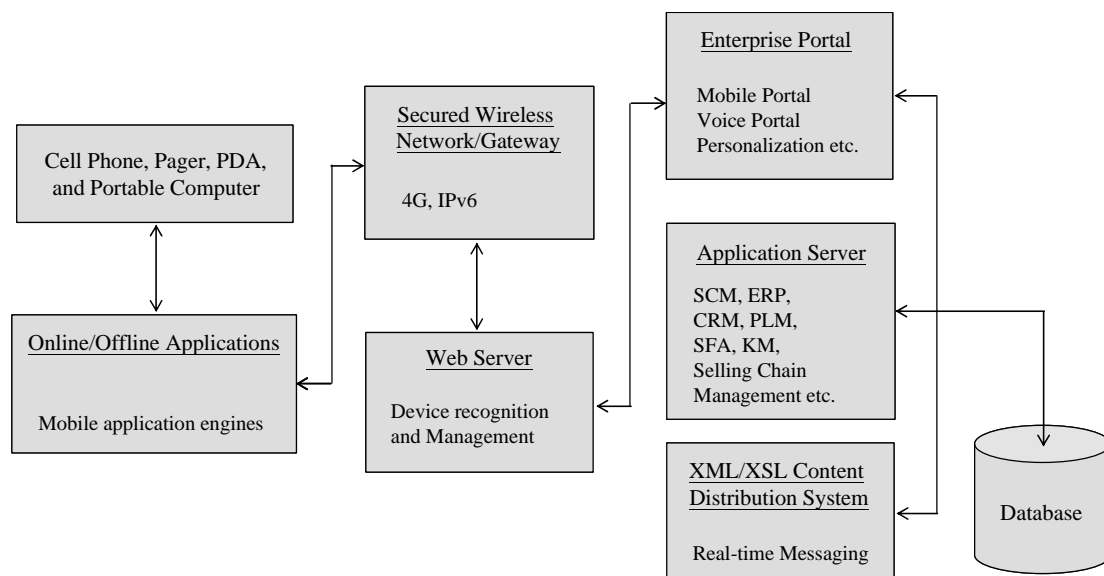 Cell Phone, Pager, PDA,
and Portable Computer
Online/Offline Applications
Mobile application engines
Secured Wireless
Network/Gateway
4G, IPv6
Web Server
Device recognition
and Management
Enterprise Portal
Mobile Portal
Voice Portal
Personalization etc.
Application Server
SCM, ERP,
CRM, PLM,
SFA, KM,
Selling Chain
Management etc.
XML/XSL Content
Distribution System
Real-time Messaging
Database